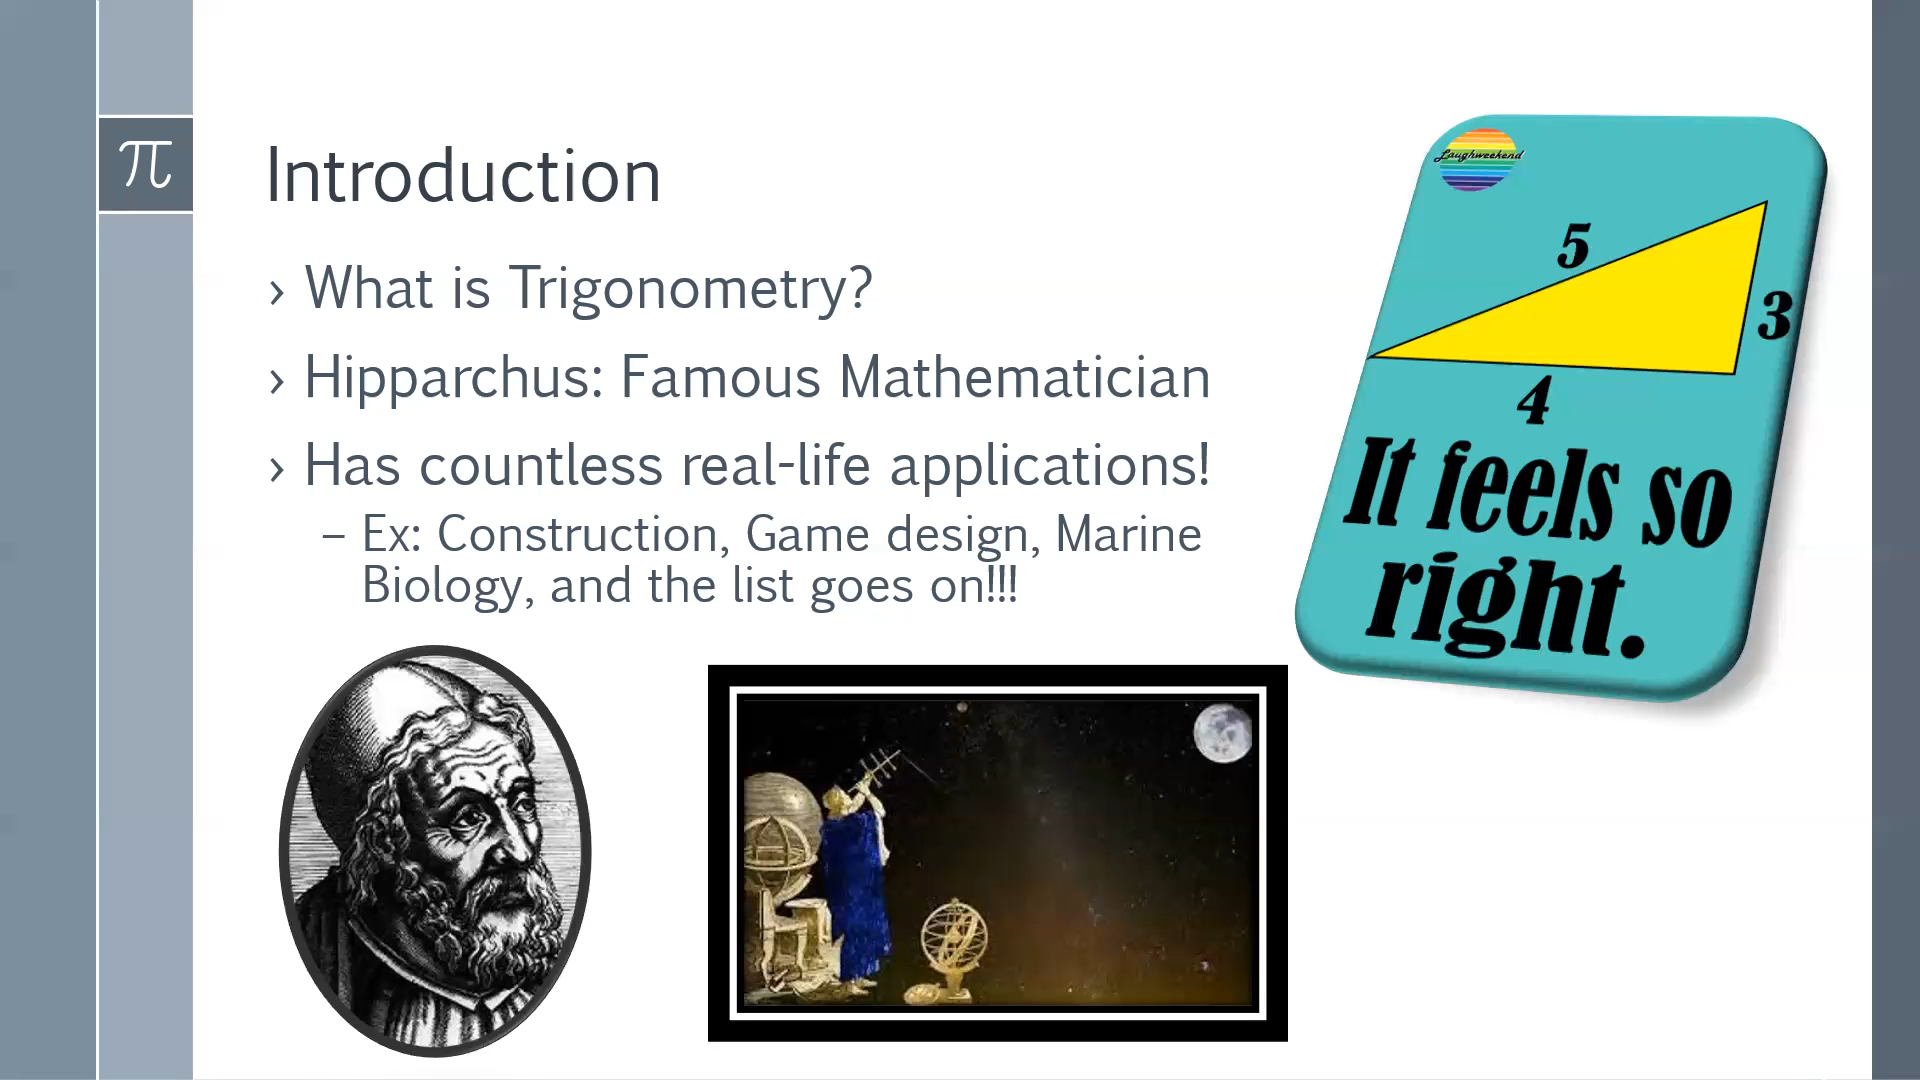 π
Introduction
› What is Trigonometry?
› Hipparchus: Famous Mathematician
› Has countless real-life applications!
– Ex: Construction, Game design, Marine
Biology, and the list goes on!!!
Laughweekend
5
3
4
It feels so
right.